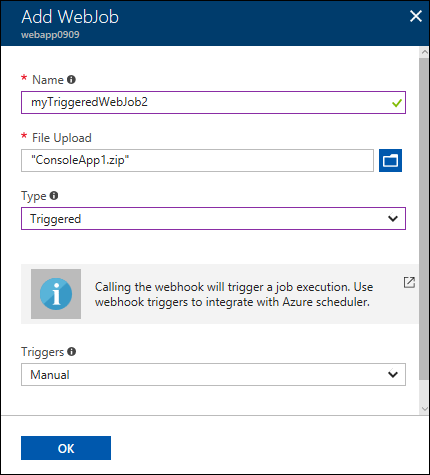 Add WebJob
webapp0909
* Name
myTriggeredWebJob2
* File Upload
"ConsoleApp1.zip"
Type
Triggered
Calling the webhook will trigger a job execution. Use
webhook triggers to integrate with Azure scheduler.
Triggers
Manual
OK